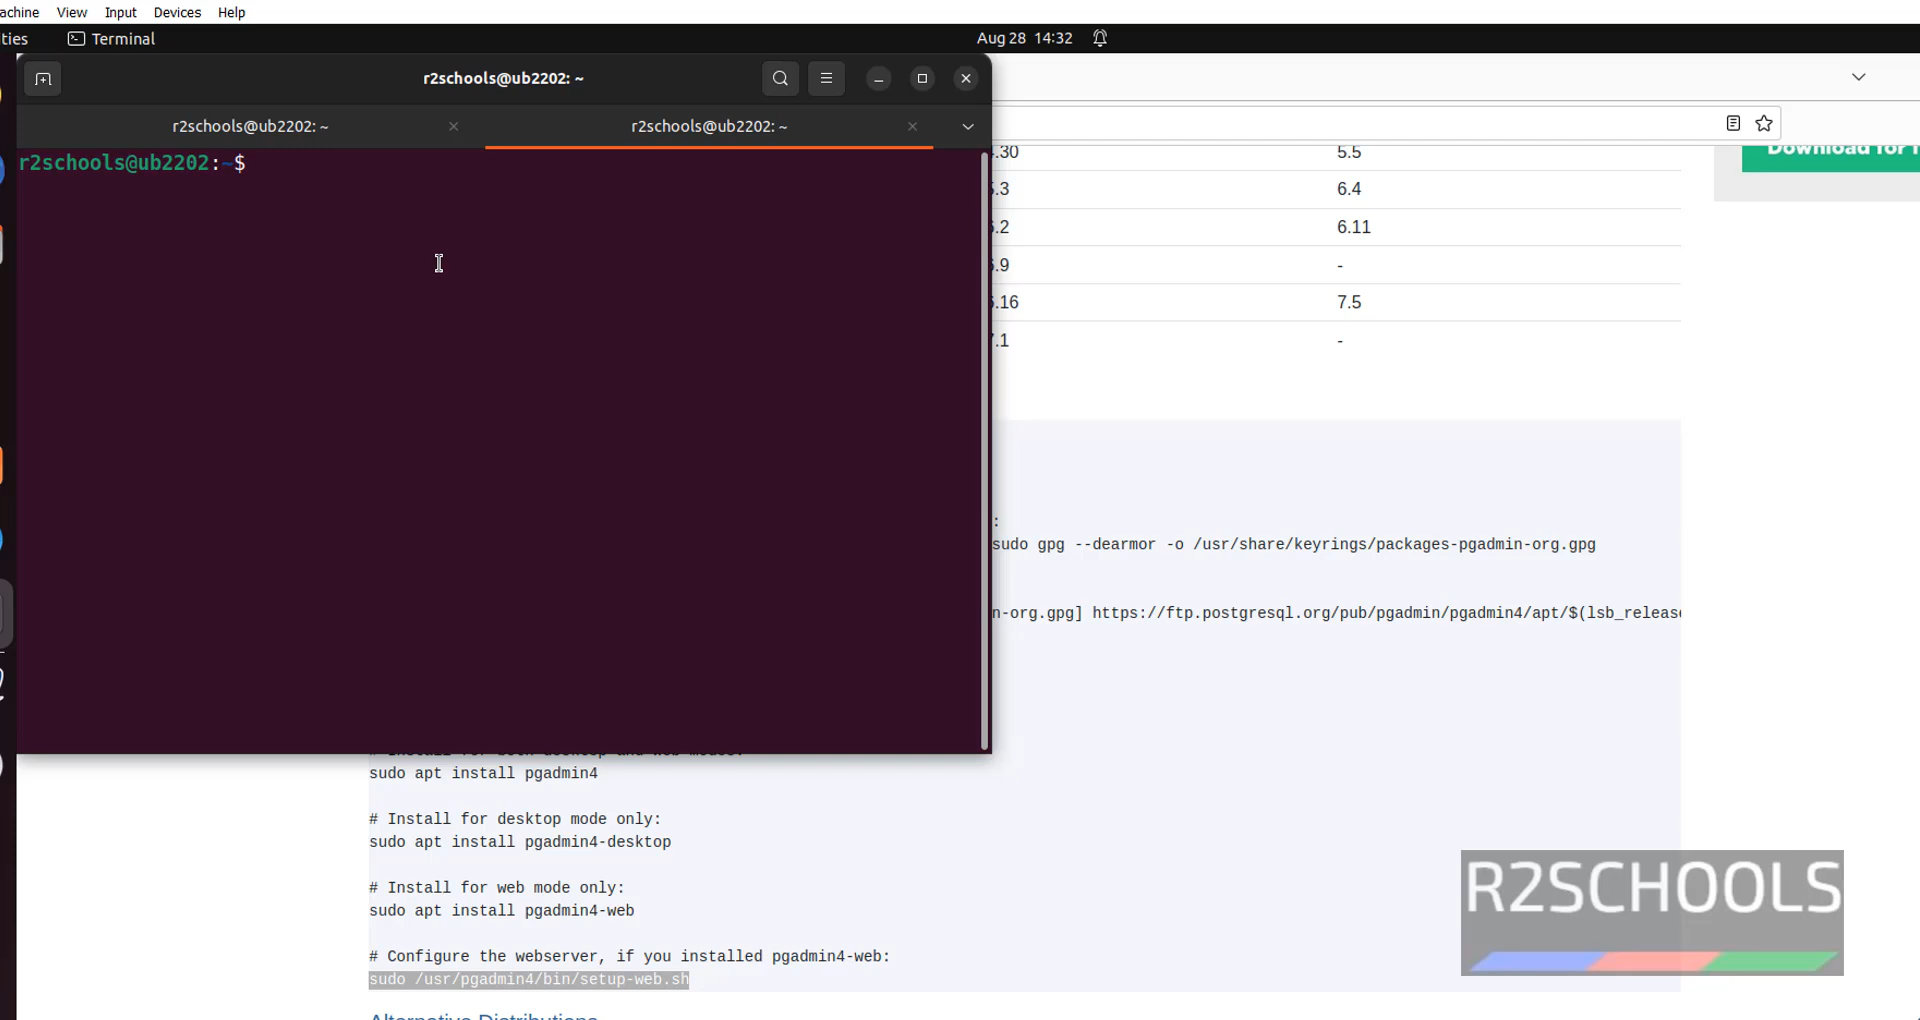 achine View Input Devices Help
ties Terminal Aug 28 14:32
r2schools@ub2202: ~
r2schools@ub2202: ~ r2schools@ub2202: ~
r2schools@ub2202:~$
.30 5.5
.3 6.4
.2 6.11
.9 -
.16 7.5
.1 -
:
sudo gpg --dearmor -o /usr/share/keyrings/packages-pgadmin-org.gpg
n-org.gpg] https://ftp.postgresql.org/pub/pgadmin/pgadmin4/apt/$(lsb_releas
sudo apt install pgadmin4
# Install for desktop mode only:
sudo apt install pgadmin4-desktop
# Install for web mode only:
sudo apt install pgadmin4-web
# Configure the webserver, if you installed pgadmin4-web:
sudo /usr/pgadmin4/bin/setup-web.sh
Alternative Distributions
Download for
R2SCHOOLS